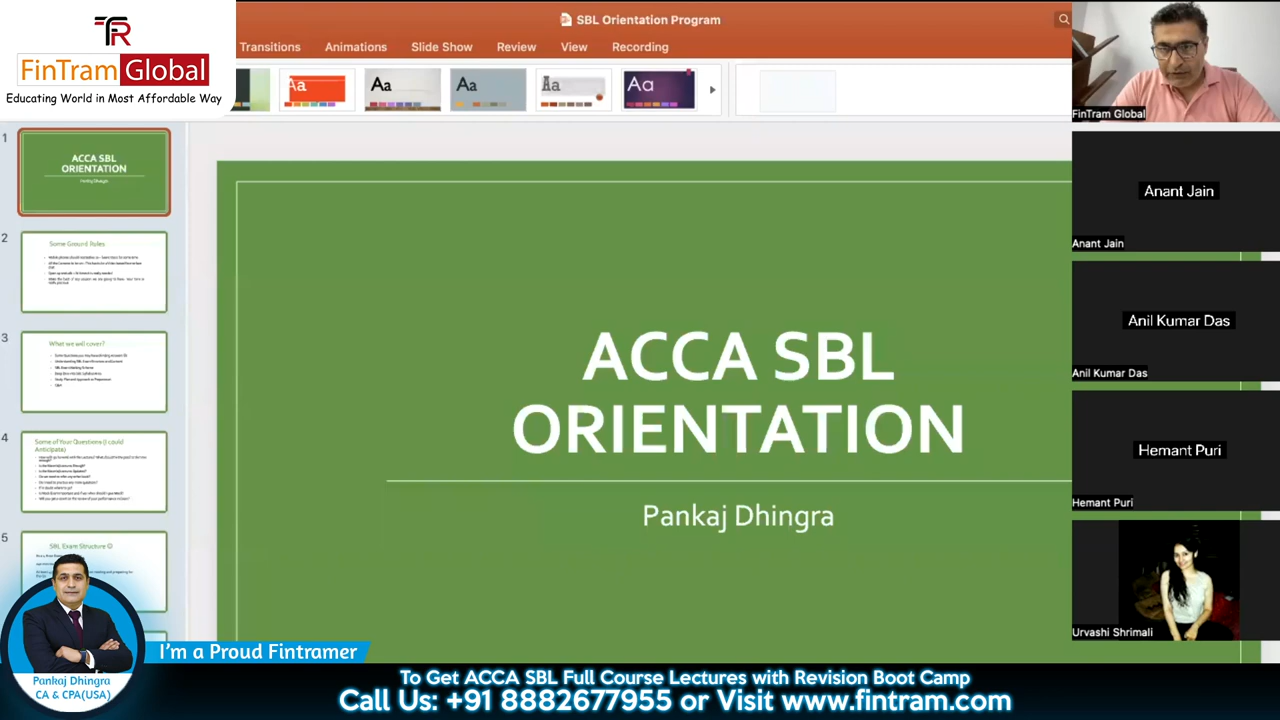 TR
FinTram Global
Educating World in Most Affordable Way
SBL Orientation Program
Transitions
Animations
Slide Show
Review
View
Recording
Aa
Aa
Aa
Aa
Aa
1
ACCA SBL
ORIENTATION
Pankaj Dhingra
2
Some Ground Rules
3
What we will cover?
4
Some of Your Questions (I could
Anticipate)
5
SBL Exam Structure
ACCA SBL
ORIENTATION
Pankaj Dhingra
FinTram Global
Anant Jain
Anant Jain
Anil Kumar Das
Anil Kumar Das
Hemant Puri
Hemant Puri
Urvashi Shrimali
I'm a Proud Fintramer
Pankaj Dhingra
CA & CPA(USA)
To Get ACCA SBL Full Course Lectures with Revision Boot Camp
Call Us: +91 8882677955 or Visit www.fintram.com